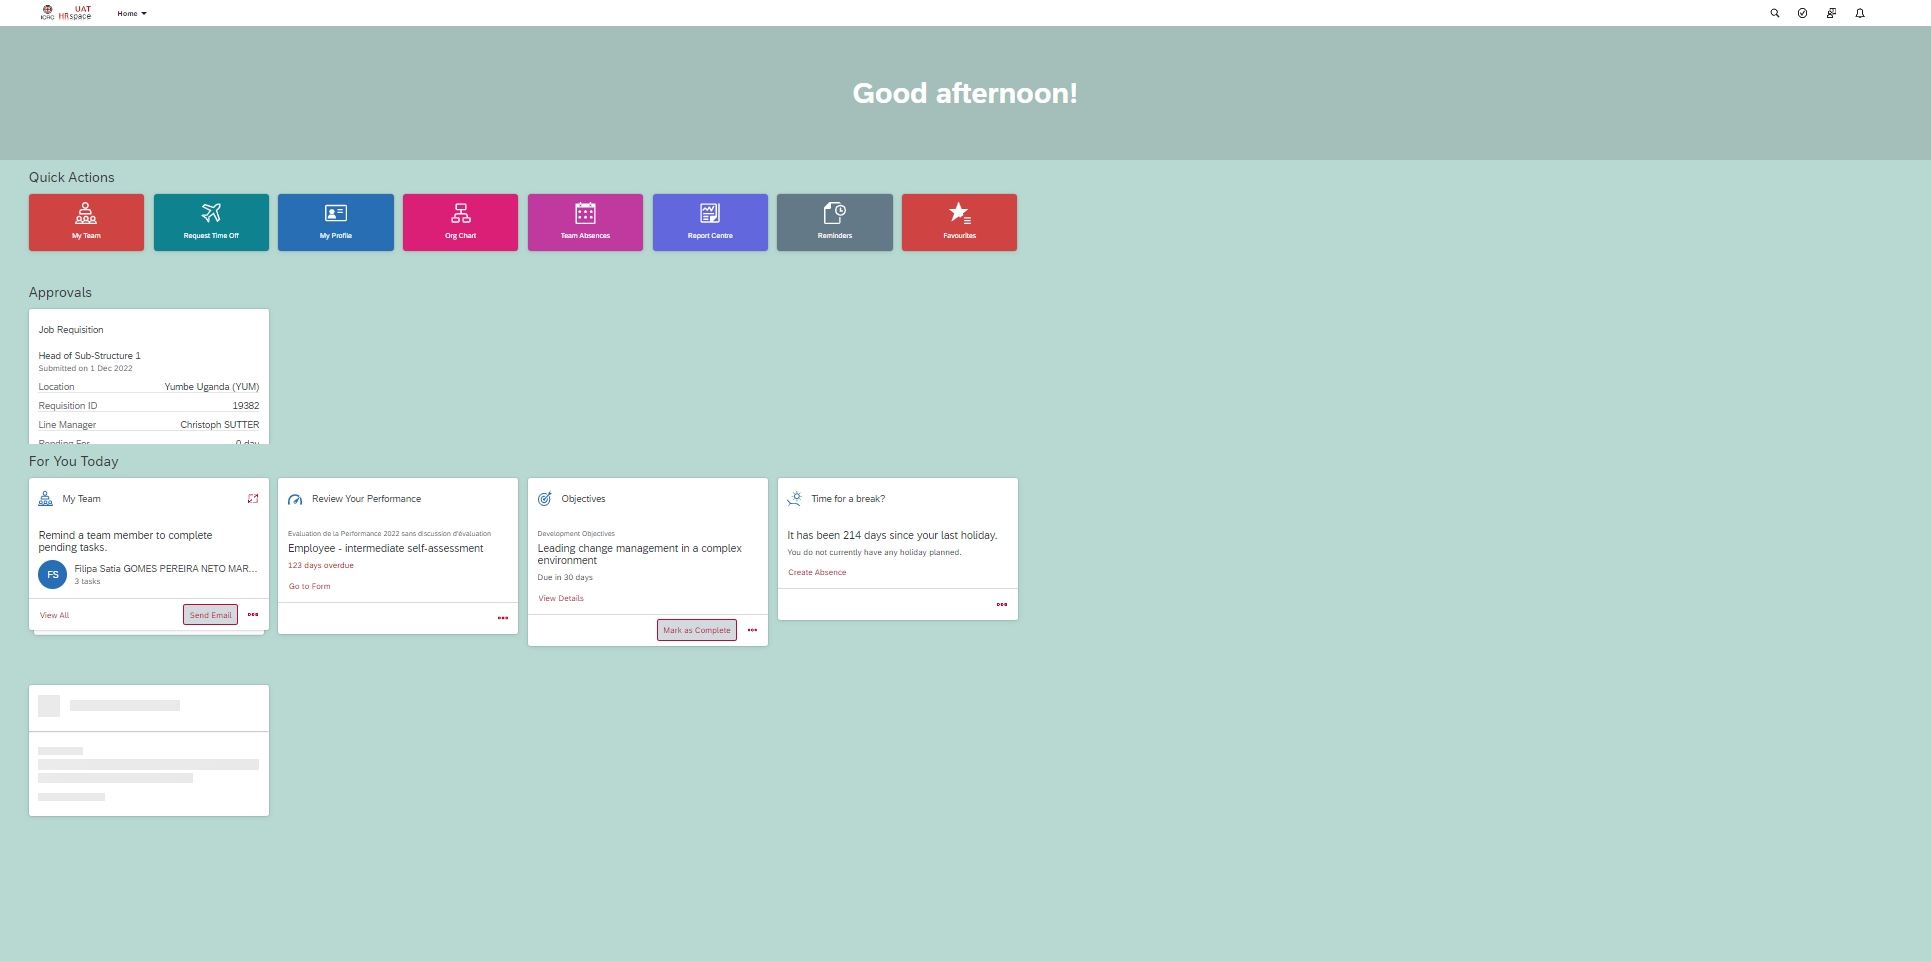 ICRC
UAT
HRspace
Home
Good afternoon!
Quick Actions
My Team
Request Time Off
My Profile
Org Chart
Team Absences
Report Centre
Reminders
Favourites
Approvals
Job Requisition
Head of Sub-Structure 1
Submitted on 1 Dec 2022
Location Yumbe Uganda (YUM)
Requisition ID 19382
Line Manager Christoph SUTTER
Pending For 0 day
For You Today
My Team
Remind a team member to complete
pending tasks.
FS
Filipa Satia GOMES PEREIRA NETO MAR...
3 tasks
View All
Send Email
Review Your Performance
Evaluation de la Performance 2022 sans discussion d'évaluation
Employee - intermediate self-assessment
123 days overdue
Go to Form
Objectives
Development Objectives
Leading change management in a complex
environment
Due in 30 days
View Details
Mark as Complete
Time for a break?
It has been 214 days since your last holiday.
You do not currently have any holiday planned.
Create Absence